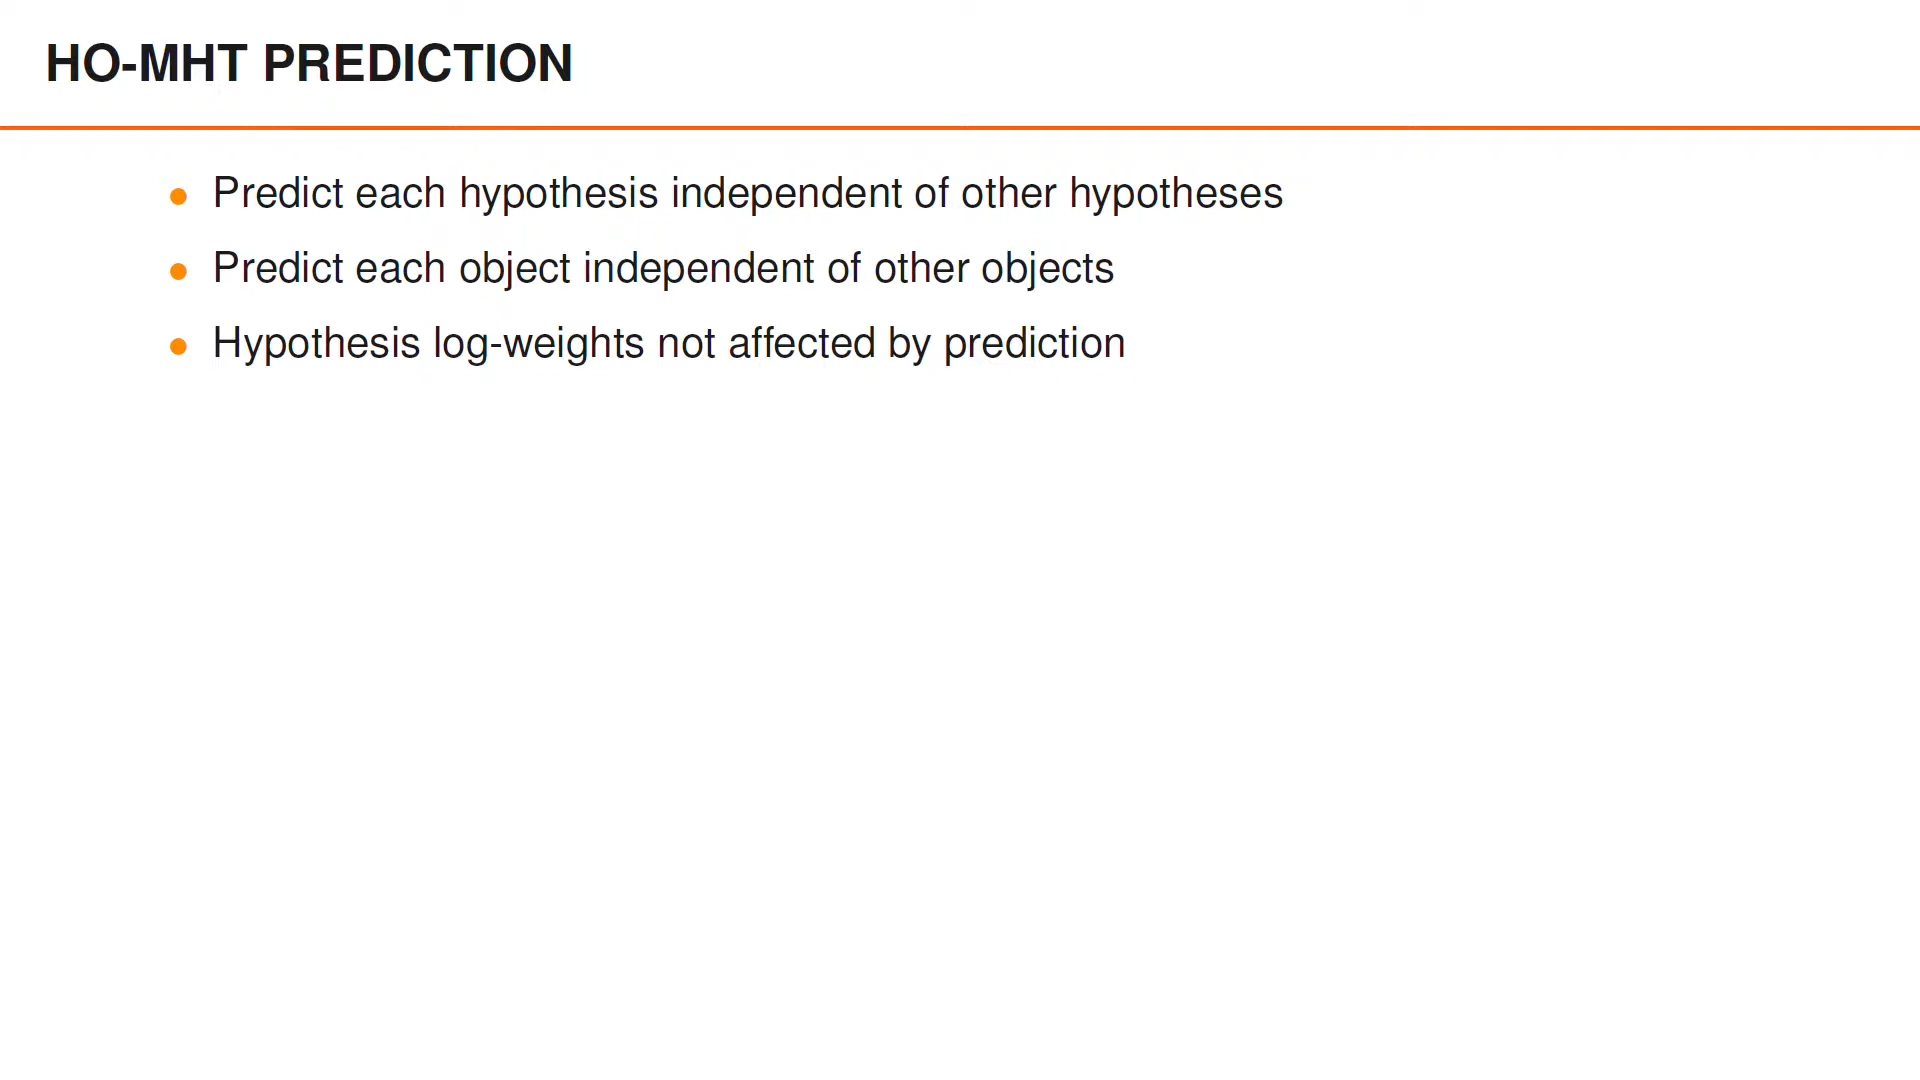 HO-MHT PREDICTION
Predict each hypothesis independent of other hypotheses
Predict each object independent of other objects
Hypothesis log-weights not affected by prediction